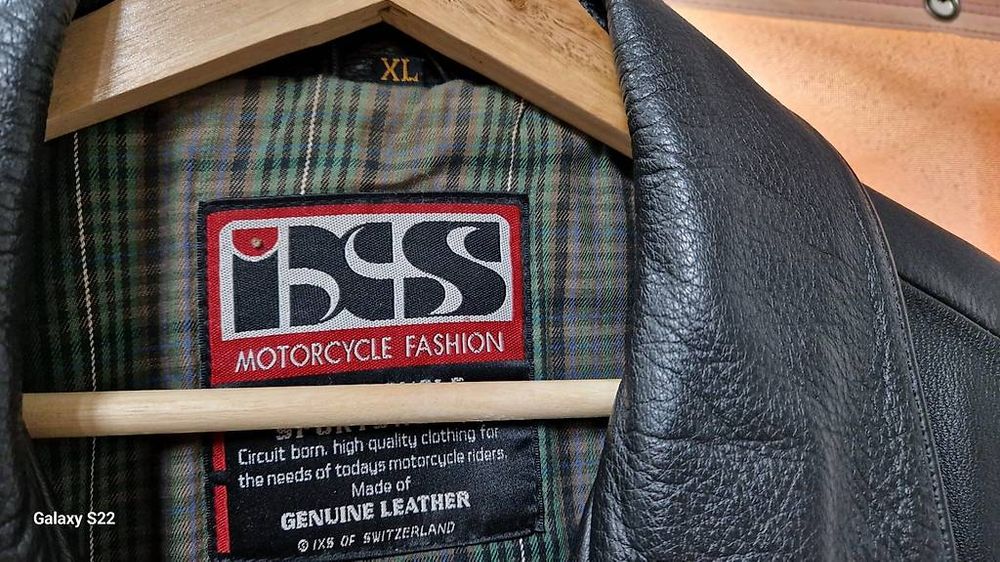 XL
ixs
MOTORCYCLE FASHION
Circuit born, high quality clothing for
the needs of todays motorcycle riders.
Made of
GENUINE LEATHER
© IXS OF SWITZERLAND
Galaxy S22